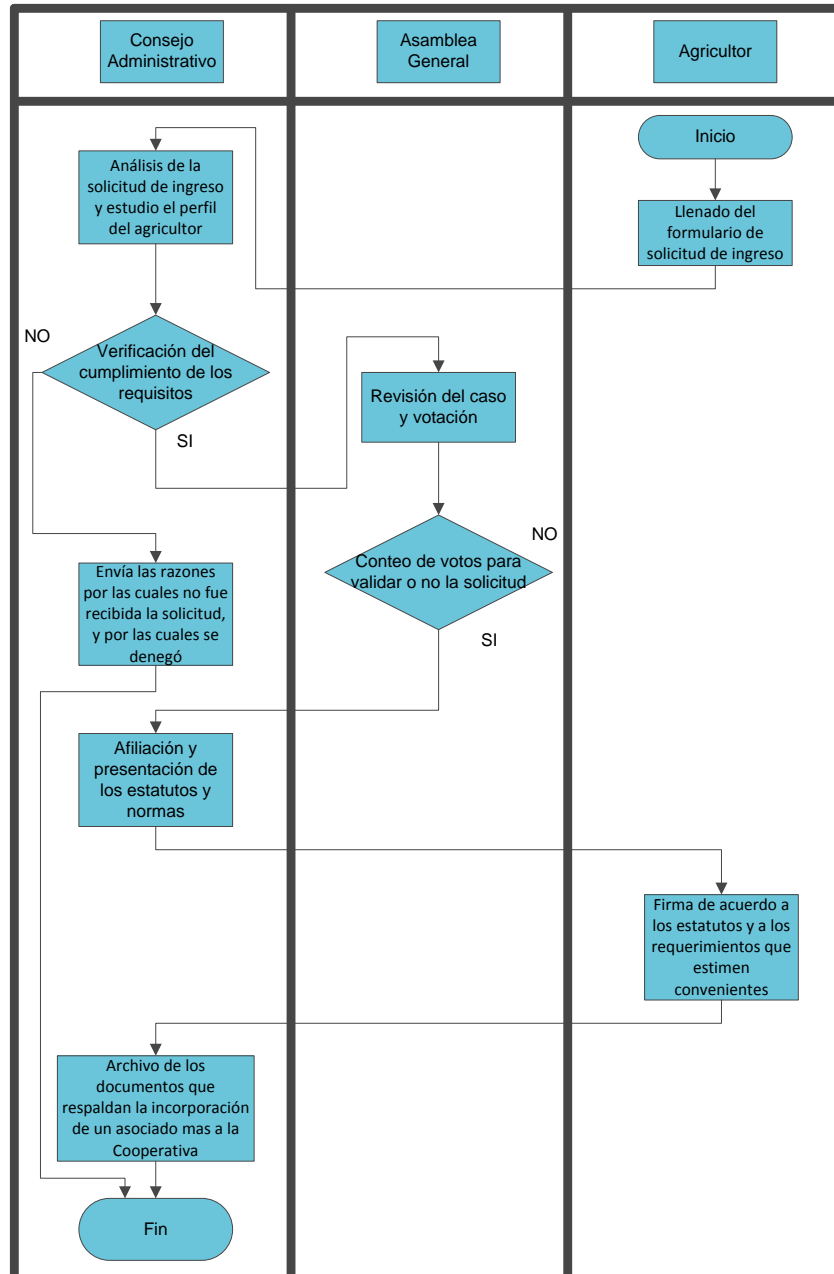 Consejo
Administrativo
Asamblea
General
Agricultor
Inicio
Análisis de la
solicitud de ingreso
y estudio el perfil
del agricultor
Llenado del
formulario de
solicitud de ingreso
NO
Verificación del
cumplimiento de los
requisitos
SI
Revisión del caso
y votación
NO
Conteo de votos para
validar o no la solicitud
SI
Envía las razones
por las cuales no fue
recibida la solicitud,
y por las cuales se
denegó
Afiliación y
presentación de
los estatutos y
normas
Firma de acuerdo a
los estatutos y a los
requerimientos que
estimen
convenientes
Archivo de los
documentos que
respaldan la incorporación
de un asociado mas a la
Cooperativa
Fin